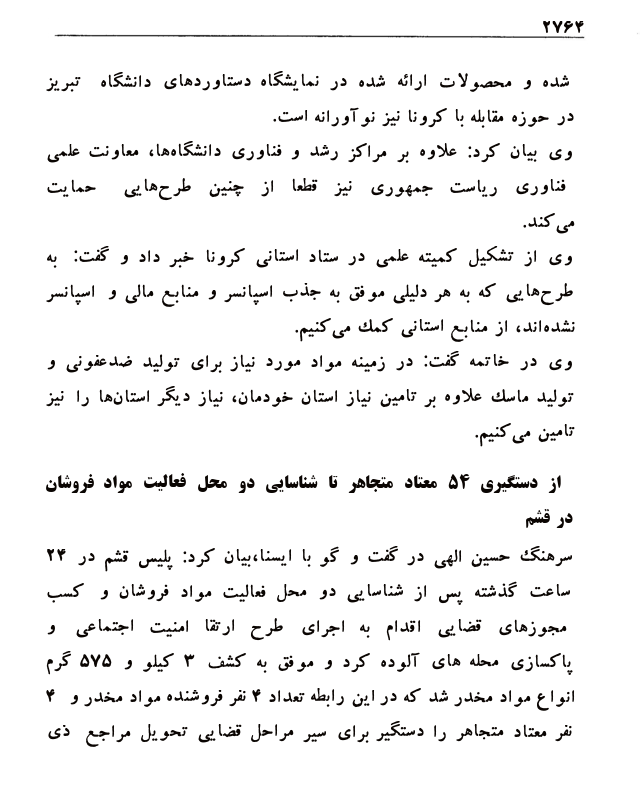 ۲۷۶۴
شده و محصولات ارائه شده در نمایشگاه دستاوردهای دانشگاه تبریز
در حوزه مقابله با کرونا نیز نوآورانه است.
وی بیان کرد: علاوه بر مراکز رشد و فناوری دانشگاه‌ها، معاونت علمی
فناوری ریاست جمهوری نیز قطعا از چنین طرح‌هایی حمایت
می‌کند.
وی از تشکیل کمیته علمی در ستاد استانی کرونا خبر داد و گفت: به
طرح‌هایی که به هر دلیلی موفق به جذب اسپانسر و منابع مالی و اسپانسر
نشده‌اند، از منابع استانی کمک می‌کنیم.
وی در خاتمه گفت: در زمینه مواد مورد نیاز برای تولید ضدعفونی و
تولید ماسک علاوه بر تامین نیاز استان خودمان، نیاز دیگر استان‌ها را نیز
تامین می‌کنیم.
از دستگیری ۵۴ معتاد متجاهر تا شناسایی دو محل فعالیت مواد فروشان
در قشم
سرهنگ حسین الهی در گفت و گو با ایسنا،بیان کرد: پلیس قشم در ۲۴
ساعت گذشته پس از شناسایی دو محل فعالیت مواد فروشان و کسب
مجوزهای قضایی اقدام به اجرای طرح ارتقا امنیت اجتماعی و
پاکسازی محله های آلوده کرد و موفق به کشف ۳ کیلو و ۵۷۵ گرم
انواع مواد مخدر شد که در این رابطه تعداد ۴ نفر فروشنده مواد مخدر و ۴
نفر معتاد متجاهر را دستگیر برای سیر مراحل قضایی تحویل مراجع ذی